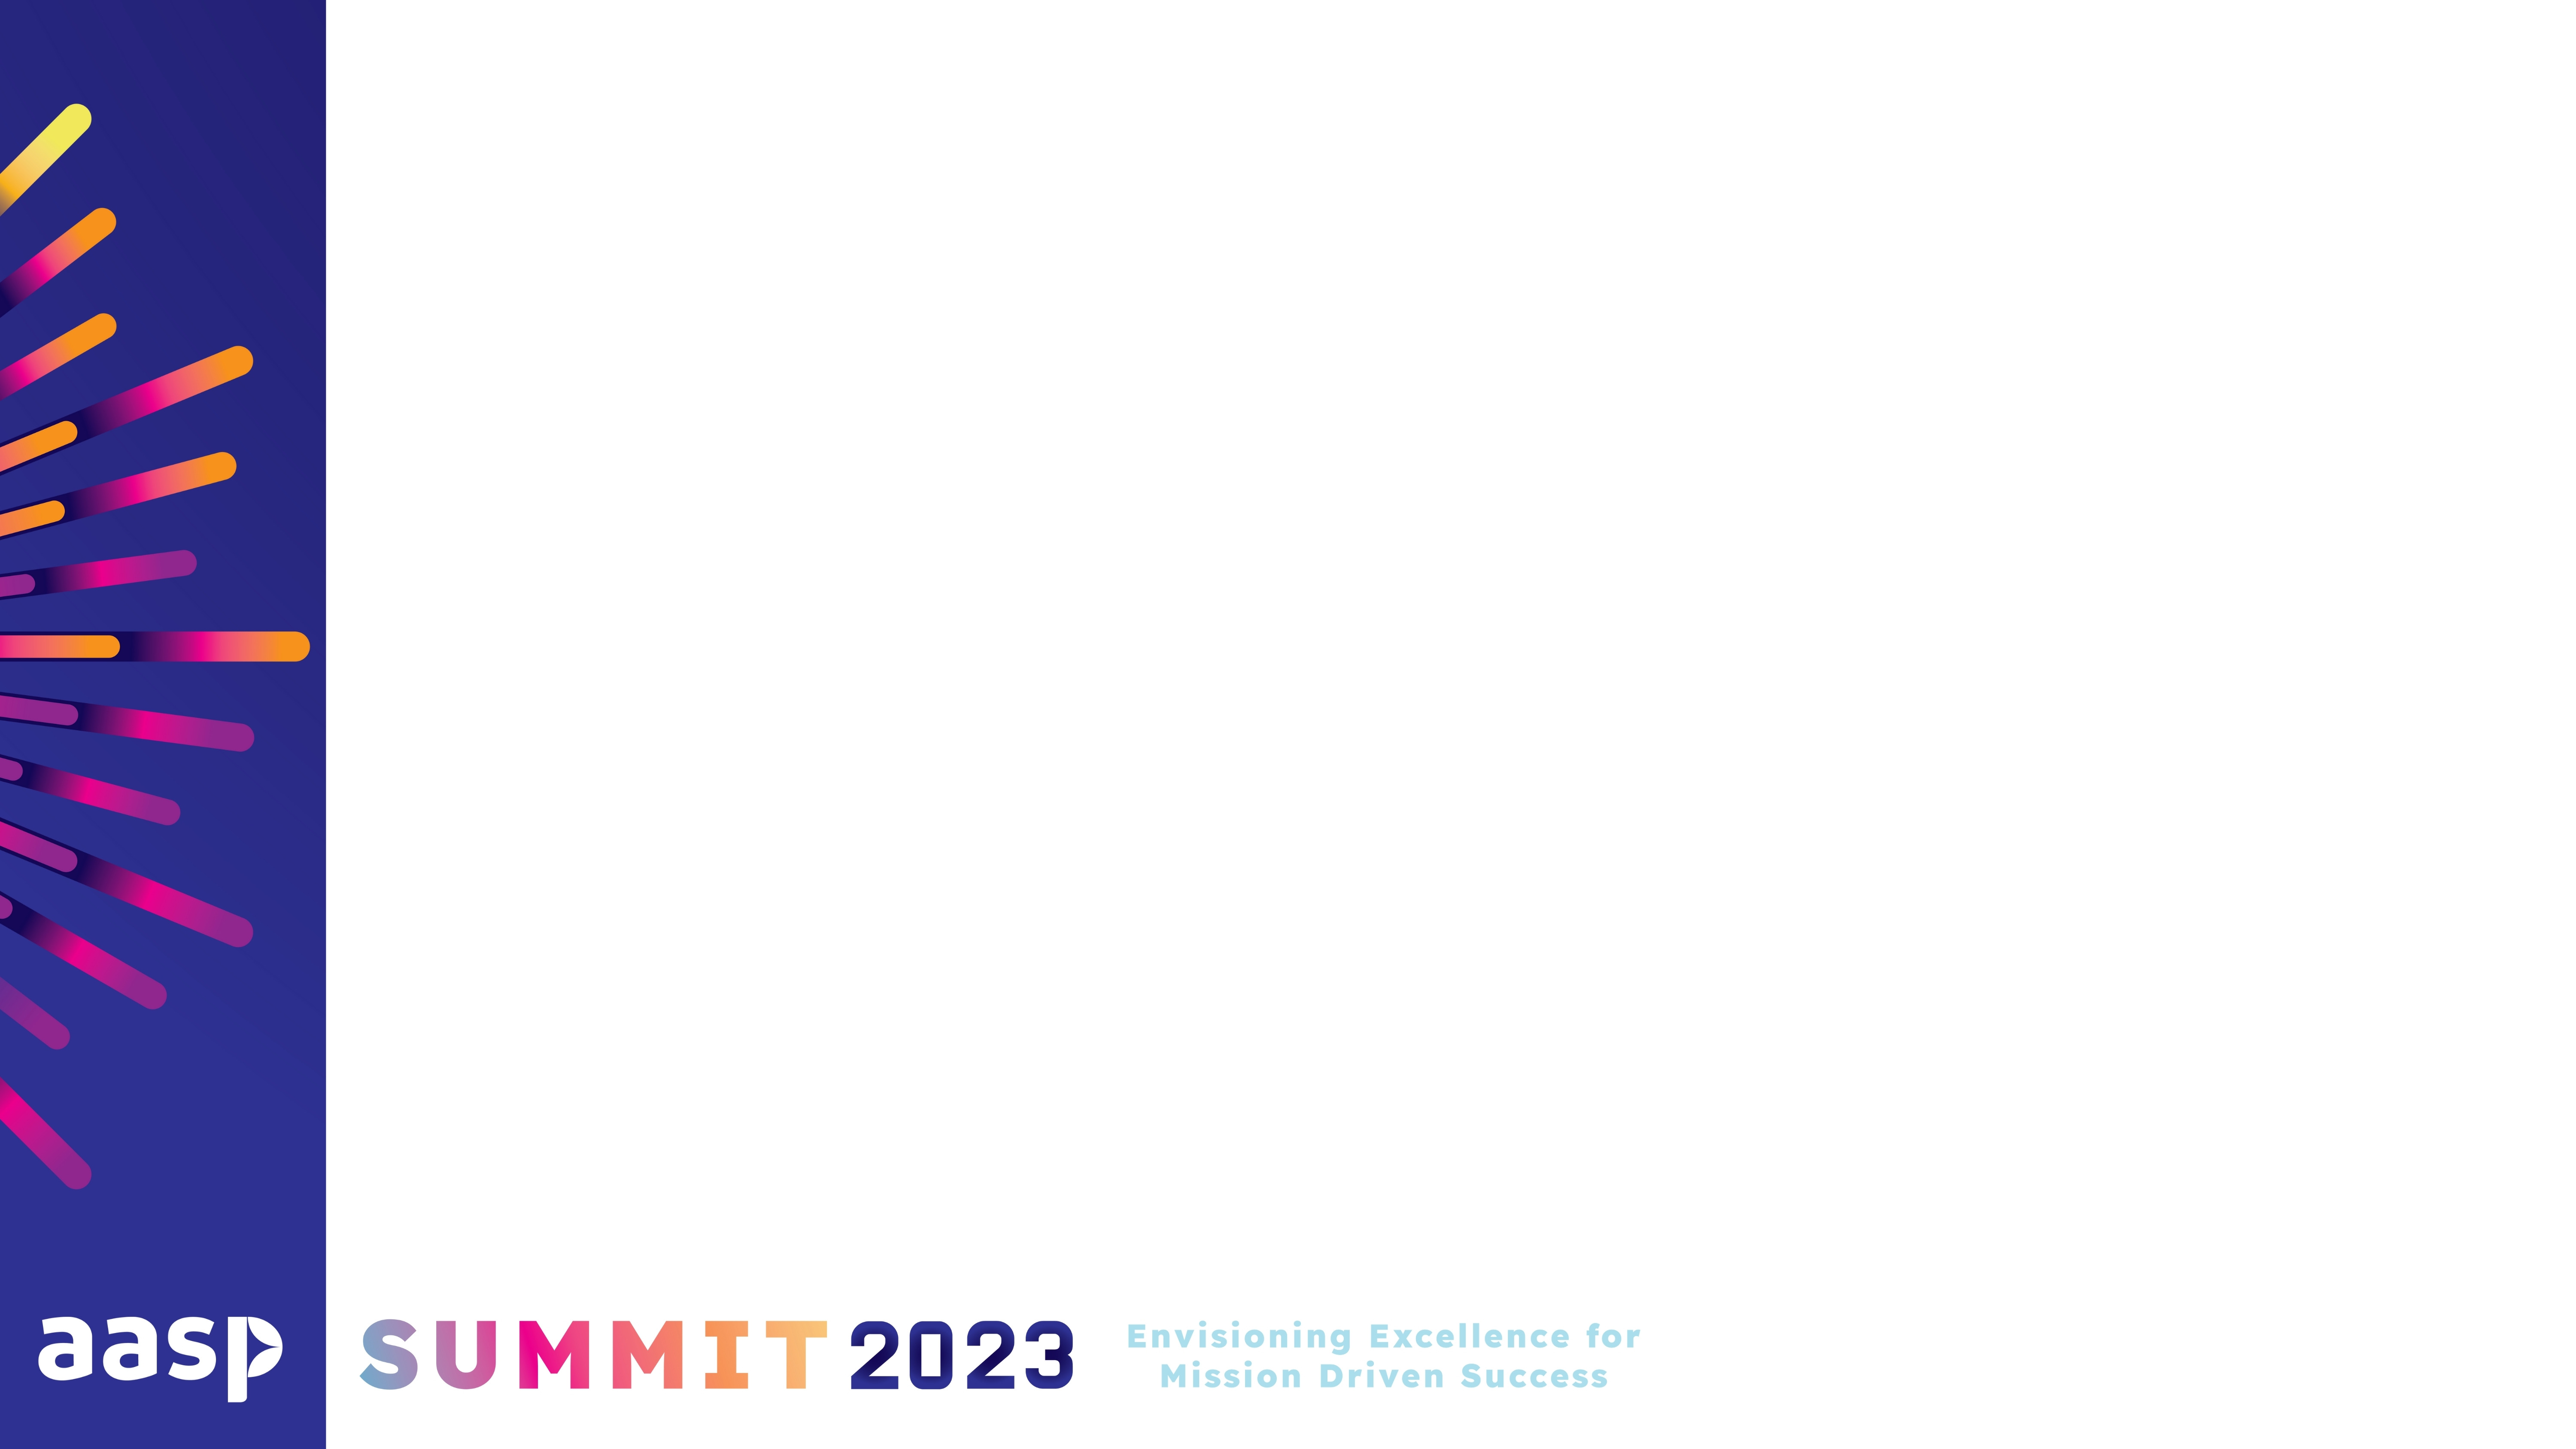 aasp SUMMIT 2023
Envisioning Excellence for
Mission Driven Success